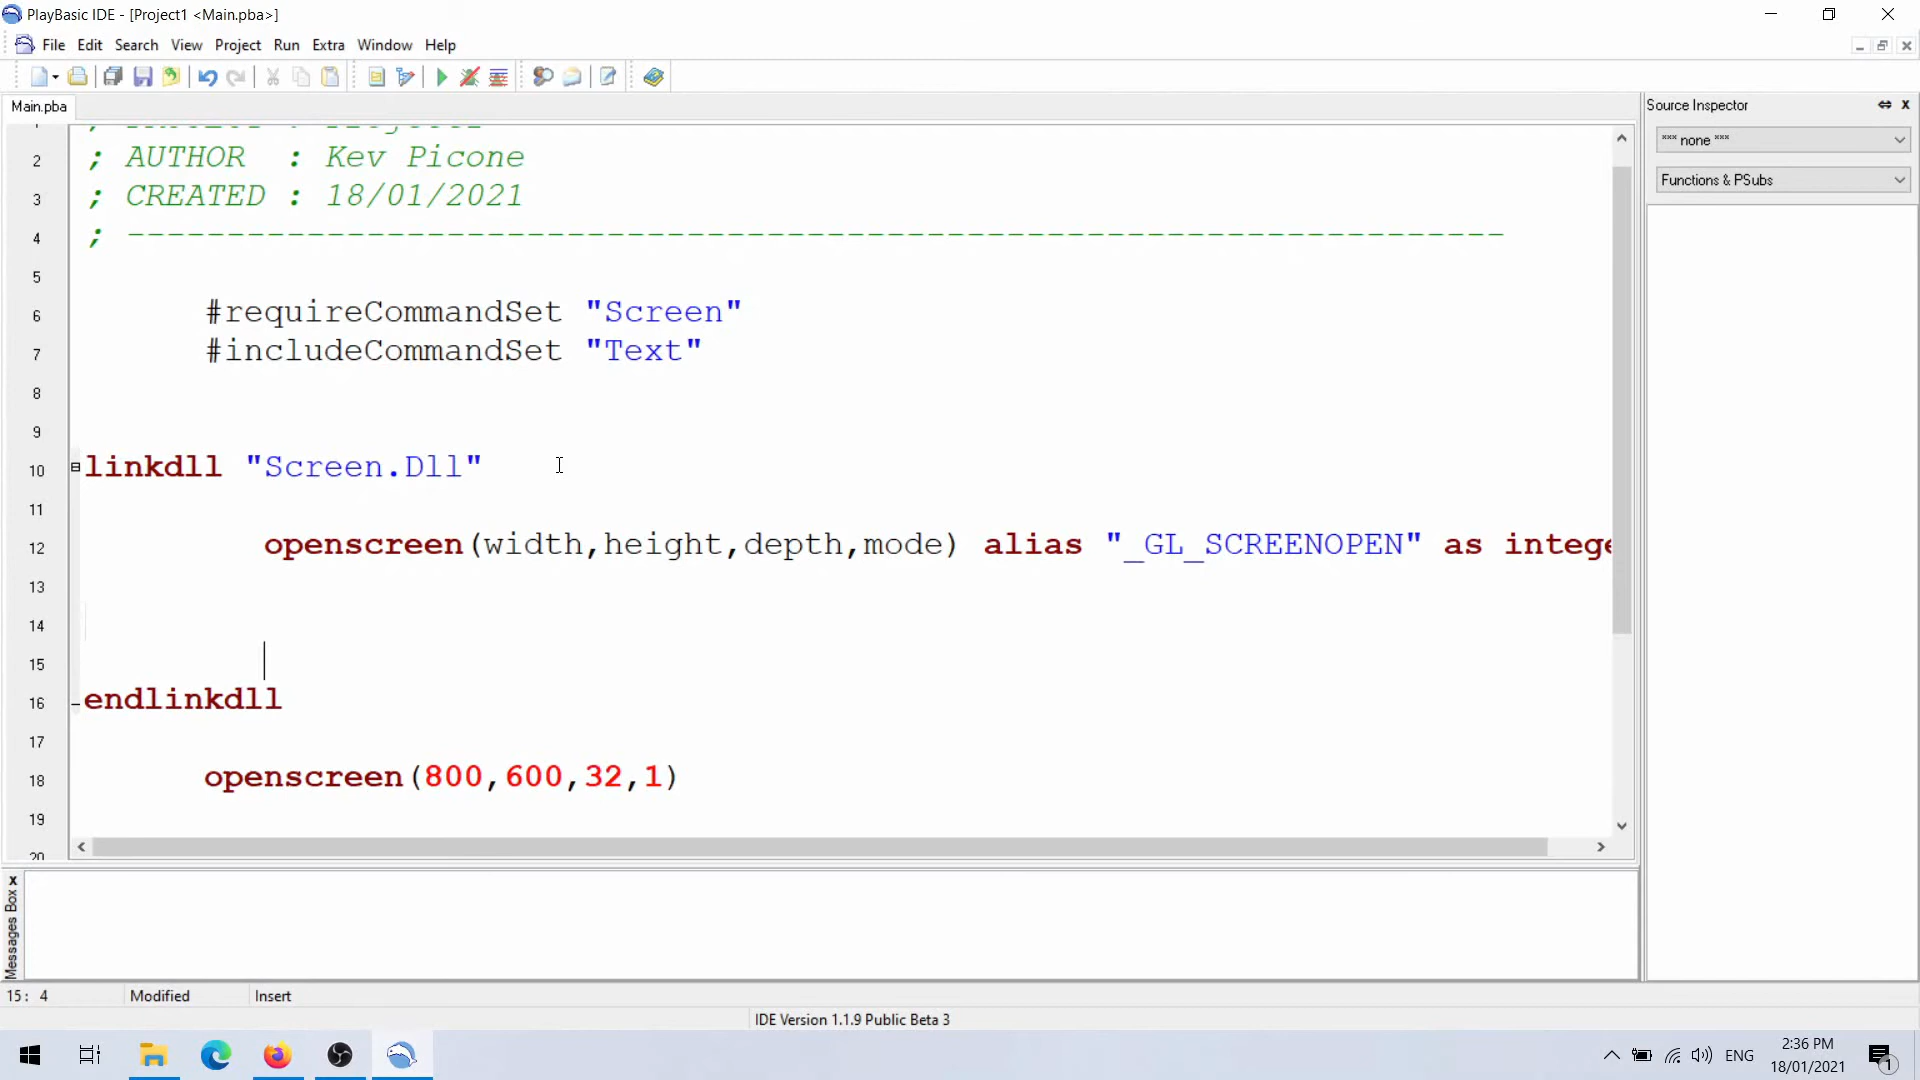 PlayBasic IDE - [Project1 <Main.pba>]
File Edit Search View Project Run Extra Window Help
Main.pba
Source Inspector
*** none ***
Functions & PSubs
2 ; AUTHOR : Kev Picone
3 ; CREATED : 18/01/2021
4 ; ---------------------------------------------------------------------
5
6 #requireCommandSet "Screen"
7 #includeCommandSet "Text"
8
9
10 linkdll "Screen.Dll"
11
12 openscreen(width,height,depth,mode) alias "_GL_SCREENOPEN" as intege
13
14
15
16 endlinkdll
17
18 openscreen(800,600,32,1)
19
20
Messages Box
15: 4 Modified Insert
IDE Version 1.1.9 Public Beta 3
ENG
2:36 PM
18/01/2021
1